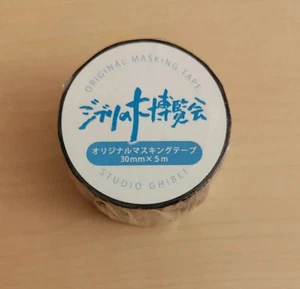 ORIGINAL MASKING TAPE
ジブリの大博覧会
オリジナルマスキングテープ
30mm×5m
STUDIO GHIBLI